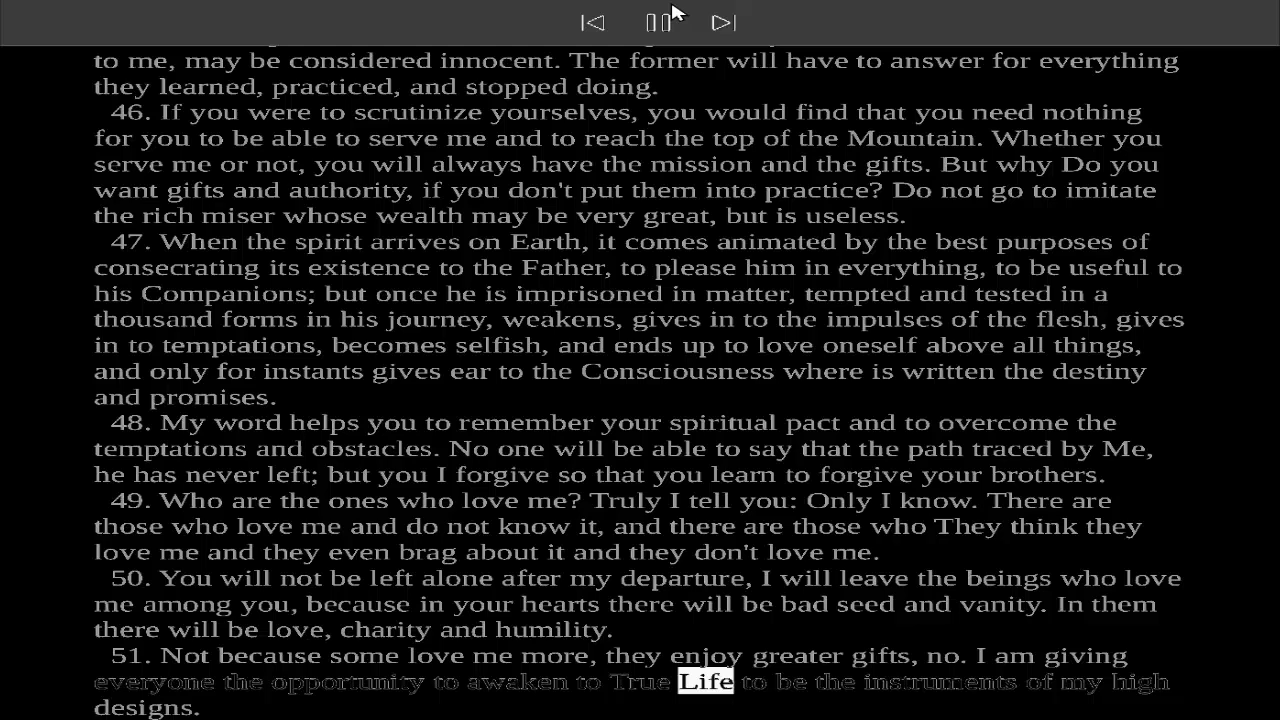 to me, may be considered innocent. The former will have to answer for everything
they learned, practiced, and stopped doing.
46. If you were to scrutinize yourselves, you would find that you need nothing
for you to be able to serve me and to reach the top of the Mountain. Whether you
serve me or not, you will always have the mission and the gifts. But why Do you
want gifts and authority, if you don't put them into practice? Do not go to imitate
the rich miser whose wealth may be very great, but is useless.
47. When the spirit arrives on Earth, it comes animated by the best purposes of
consecrating its existence to the Father, to please him in everything, to be useful to
his Companions; but once he is imprisoned in matter, tempted and tested in a
thousand forms in his journey, weakens, gives in to the impulses of the flesh, gives
in to temptations, becomes selfish, and ends up to love oneself above all things,
and only for instants gives ear to the Consciousness where is written the destiny
and promises.
48. My word helps you to remember your spiritual pact and to overcome the
temptations and obstacles. No one will be able to say that the path traced by Me,
he has never left; but you I forgive so that you learn to forgive your brothers.
49. Who are the ones who love me? Truly I tell you: Only I know. There are
those who love me and do not know it, and there are those who They think they
love me and they even brag about it and they don't love me.
50. You will not be left alone after my departure, I will leave the beings who love
me among you, because in your hearts there will be bad seed and vanity. In them
there will be love, charity and humility.
51. Not because some love me more, they enjoy greater gifts, no. I am giving
everyone the opportunity to awaken to True Life to be the instruments of my high
designs.